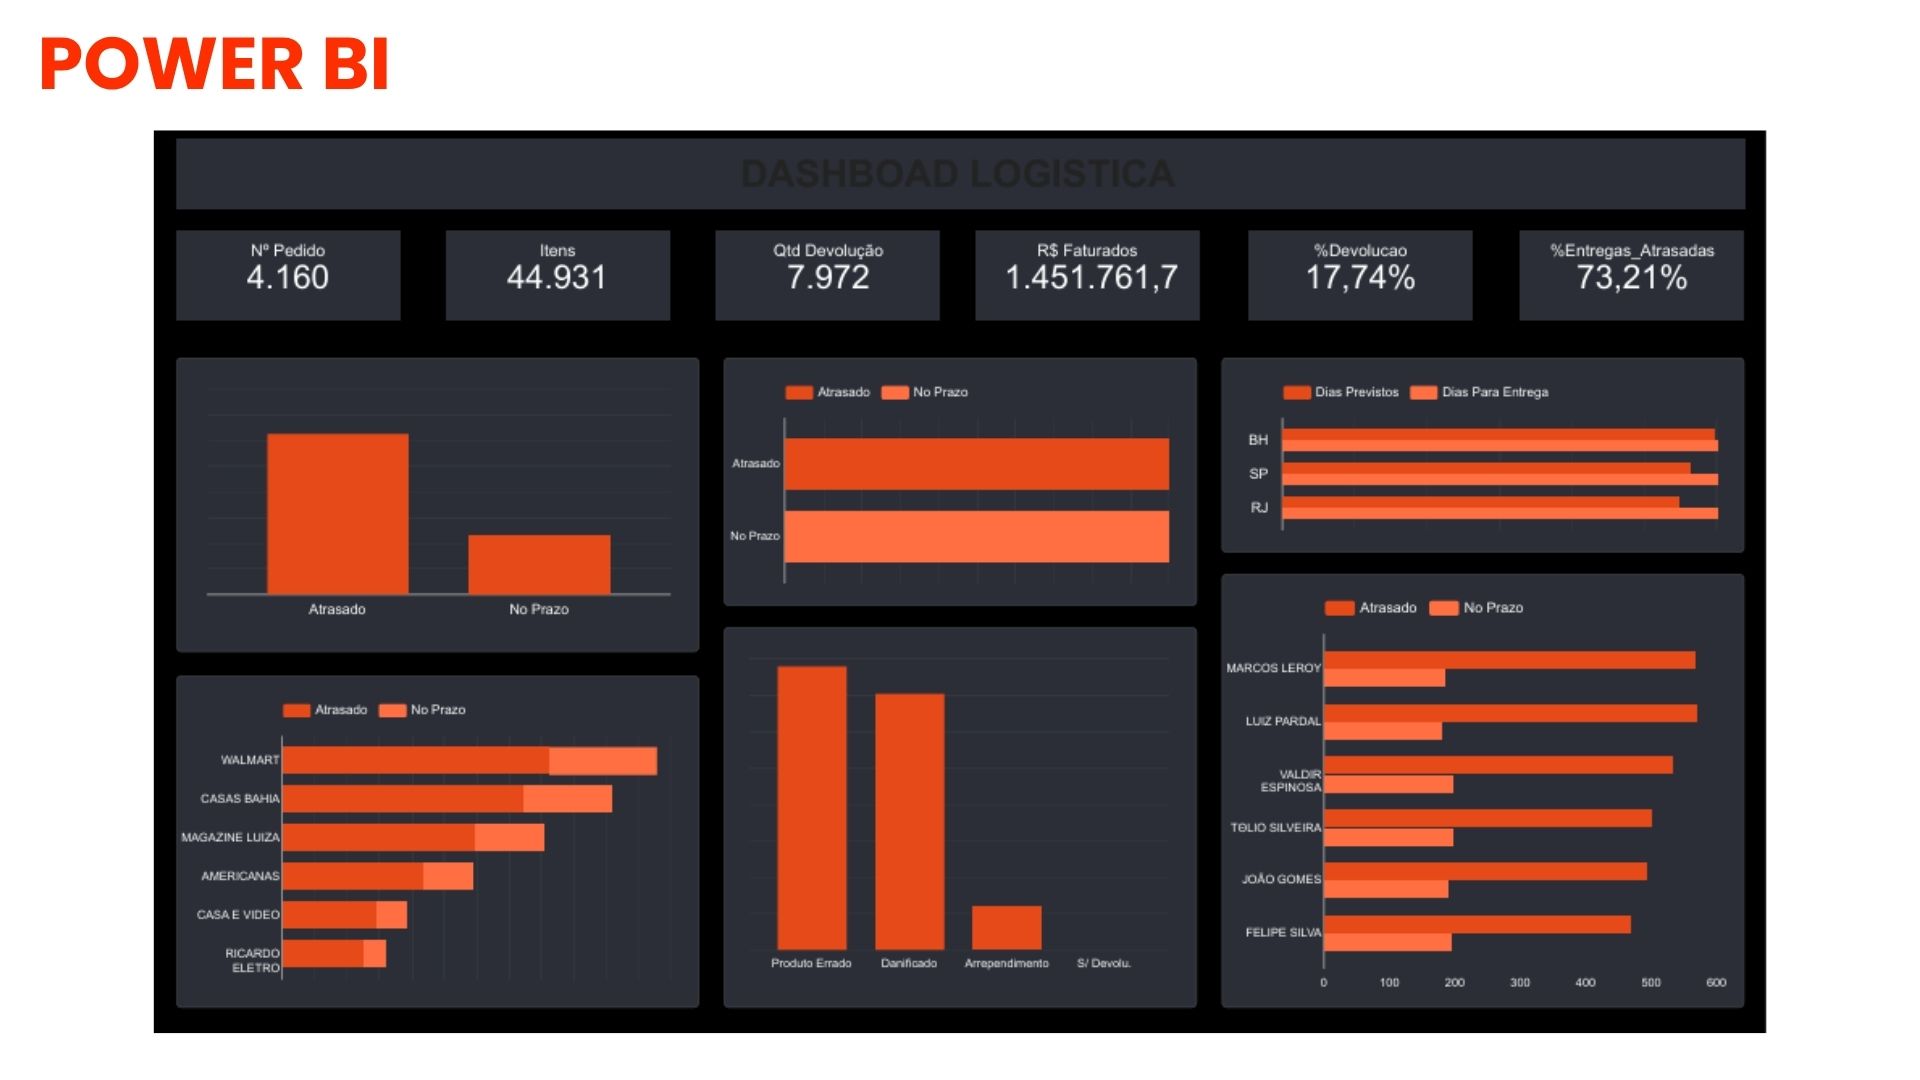 POWER BI
DASHBOAD LOGISTICA
Nº Pedido
4.160
Itens
44.931
Qtd Devolução
7.972
R$ Faturados
1.451.761,7
%Devolucao
17,74%
%Entregas_Atrasadas
73,21%
Atrasado
No Prazo
Atrasado No Prazo
WALMART
CASAS BAHIA
MAGAZINE LUIZA
AMERICANAS
CASA E VIDEO
RICARDO
ELETRO
Atrasado No Prazo
Atrasado
No Prazo
Produto Errado
Danificado
Arrependimento
S/ Devolu.
Dias Previstos Dias Para Entrega
BH
SP
RJ
Atrasado No Prazo
MARCOS LEROY
LUIZ PARDAL
VALDIR
ESPINOSA
TƟLIO SILVEIRA
JOÃO GOMES
FELIPE SILVA
0 100 200 300 400 500 600